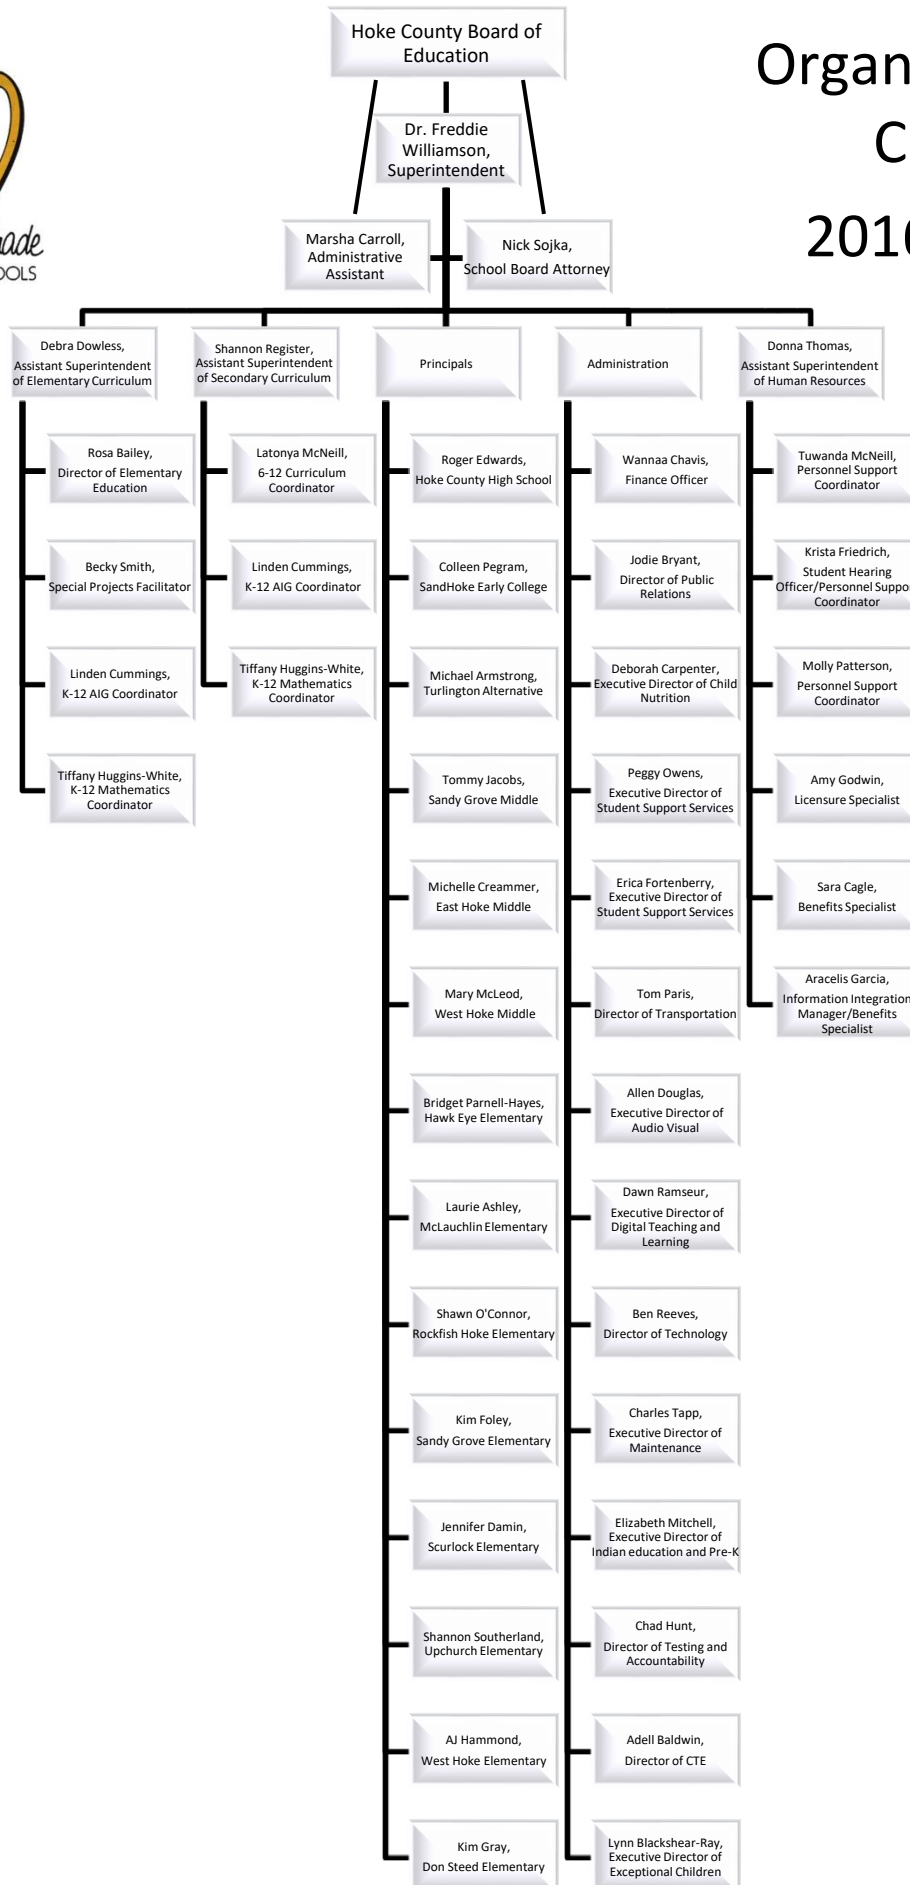 Hoke County Board of
Education
Organ
C
2016
Dr. Freddie
Williamson,
Superintendent
Marsha Carroll,
Administrative
Assistant
Nick Sojka,
School Board Attorney
OOLS
Debra Dowless,
Assistant Superintendent
of Elementary Curriculum
Rosa Bailey,
Director of Elementary
Education
Becky Smith,
Special Projects Facilitator
Linden Cummings,
K-12 AIG Coordinator
Tiffany Huggins-White,
K-12 Mathematics
Coordinator
Shannon Register,
Assistant Superintendent
of Secondary Curriculum
Latonya McNeill,
6-12 Curriculum
Coordinator
Linden Cummings,
K-12 AIG Coordinator
Tiffany Huggins-White,
K-12 Mathematics
Coordinator
Principals
Roger Edwards,
Hoke County High School
Colleen Pegram,
SandHoke Early College
Michael Armstrong,
Turlington Alternative
Tommy Jacobs,
Sandy Grove Middle
Michelle Creammer,
East Hoke Middle
Mary McLeod,
West Hoke Middle
Bridget Parnell-Hayes,
Hawk Eye Elementary
Laurie Ashley,
McLauchlin Elementary
Shawn O'Connor,
Rockfish Hoke Elementary
Kim Foley,
Sandy Grove Elementary
Jennifer Damin,
Scurlock Elementary
Shannon Southerland,
Upchurch Elementary
AJ Hammond,
West Hoke Elementary
Kim Gray,
Don Steed Elementary
Administration
Wannaa Chavis,
Finance Officer
Jodie Bryant,
Director of Public
Relations
Deborah Carpenter,
Executive Director of Child
Nutrition
Peggy Owens,
Executive Director of
Student Support Services
Erica Fortenberry,
Executive Director of
Student Support Services
Tom Paris,
Director of Transportation
Allen Douglas,
Executive Director of
Audio Visual
Dawn Ramseur,
Executive Director of
Digital Teaching and
Learning
Ben Reeves,
Director of Technology
Charles Tapp,
Executive Director of
Maintenance
Elizabeth Mitchell,
Executive Director of
Indian education and Pre-K
Chad Hunt,
Director of Testing and
Accountability
Adell Baldwin,
Director of CTE
Lynn Blackshear-Ray,
Executive Director of
Exceptional Children
Donna Thomas,
Assistant Superintendent
of Human Resources
Tuwanda McNeill,
Personnel Support
Coordinator
Krista Friedrich,
Student Hearing
Officer/Personnel Suppor
Coordinator
Molly Patterson,
Personnel Support
Coordinator
Amy Godwin,
Licensure Specialist
Sara Cagle,
Benefits Specialist
Aracelis Garcia,
Information Integration
Manager/Benefits
Specialist